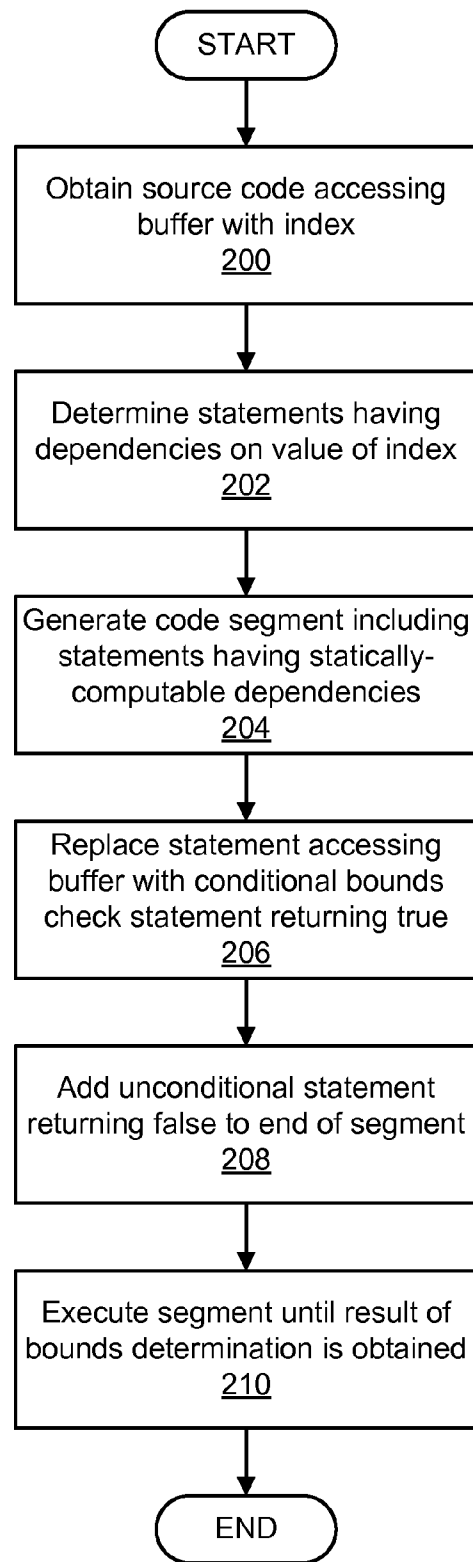 START
Obtain source code accessing
buffer with index
200
Determine statements having
dependencies on value of index
202
Generate code segment including
statements having statically-
computable dependencies
204
Replace statement accessing
buffer with conditional bounds
check statement returning true
206
Add unconditional statement
returning false to end of segment
208
Execute segment until result of
bounds determination is obtained
210
END